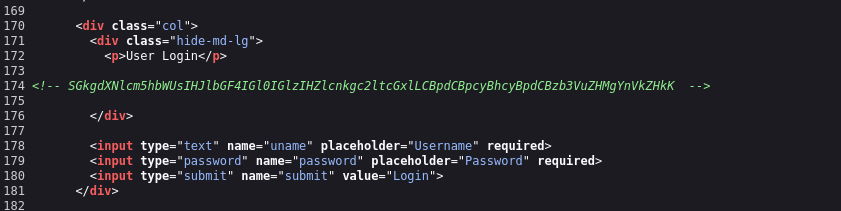 169
170 <div class="col">
171 <div class="hide-md-lg">
172 <p>User Login</p>
173
174 <!-- SGkgdXNlcm5hbWUsIHJlbGF4IGl0IGlzIHZlcnkgc2ltcGxlLCBpdCBpcyBhcyBpdCBzb3VuZHMgYnVkZHkK -->
175
176 </div>
177
178 <input type="text" name="uname" placeholder="Username" required>
179 <input type="password" name="password" placeholder="Password" required>
180 <input type="submit" name="submit" value="Login">
181 </div>
182